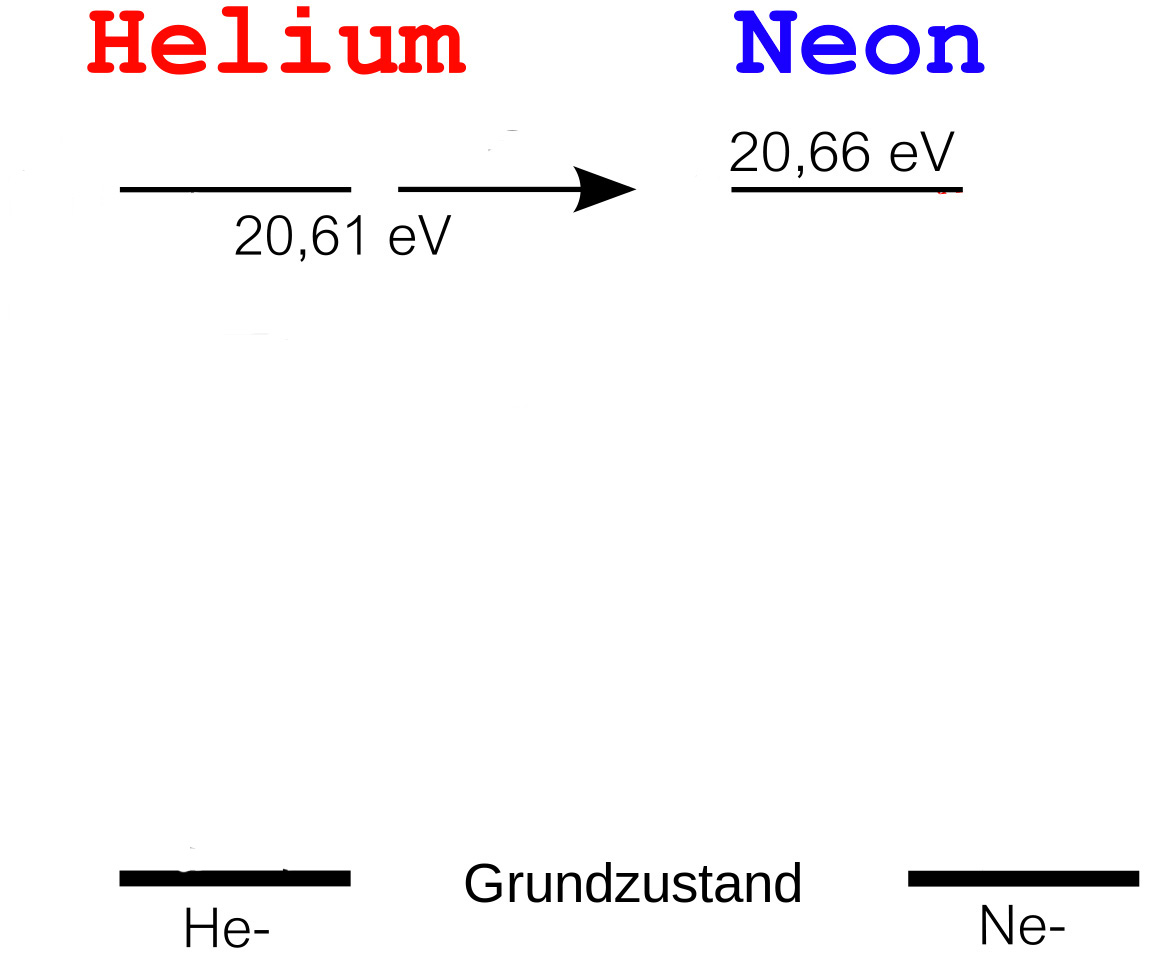 Helium
Neon
20,66 eV
20,61 eV
Grundzustand
He-
Ne-